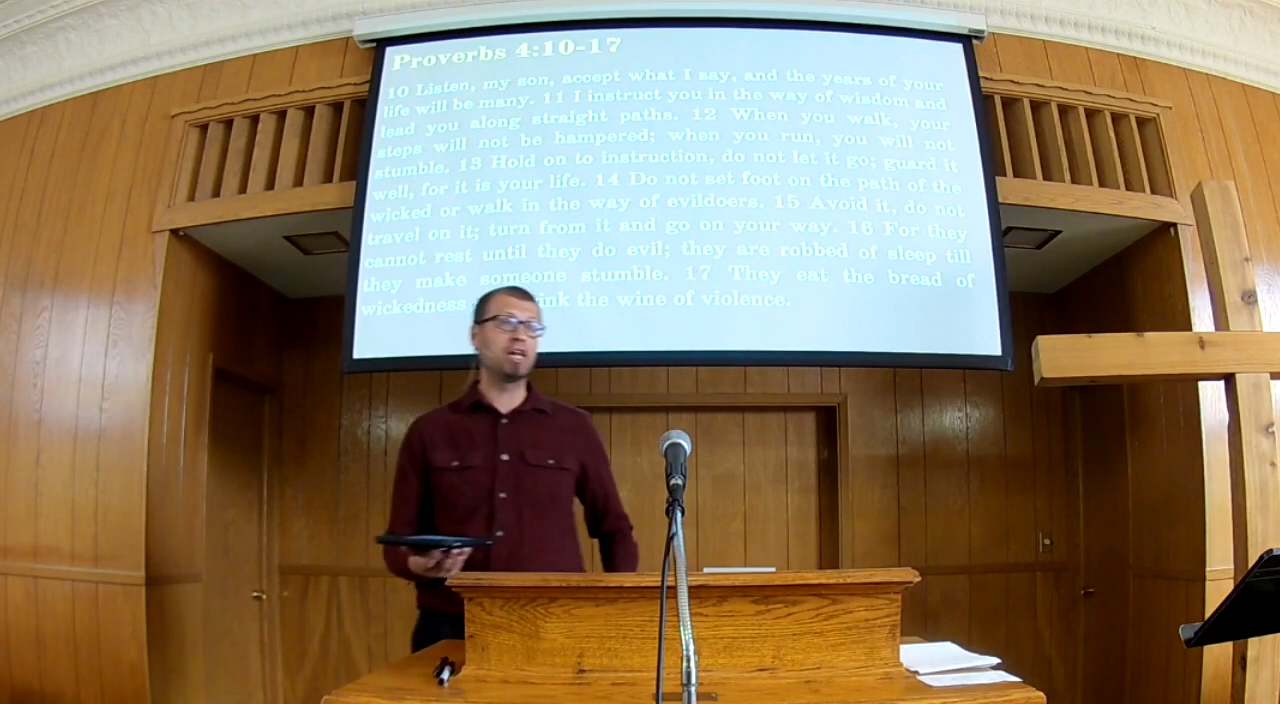 Proverbs 4:10-17
10 Listen, my son, accept what I say, and the years of your
life will be many. 11 I instruct you in the way of wisdom and
lead you along straight paths. 12 When you walk, your
steps will not be hampered; when you run, you will not
stumble. 13 Hold on to instruction, do not let it go; guard it
well, for it is your life. 14 Do not set foot on the path of the
wicked or walk in the way of evildoers. 15 Avoid it, do not
travel on it; turn from it and go on your way. 16 For they
cannot rest until they do evil; they are robbed of sleep till
they make someone stumble. 17 They eat the bread of
wickedness the wine of violence.